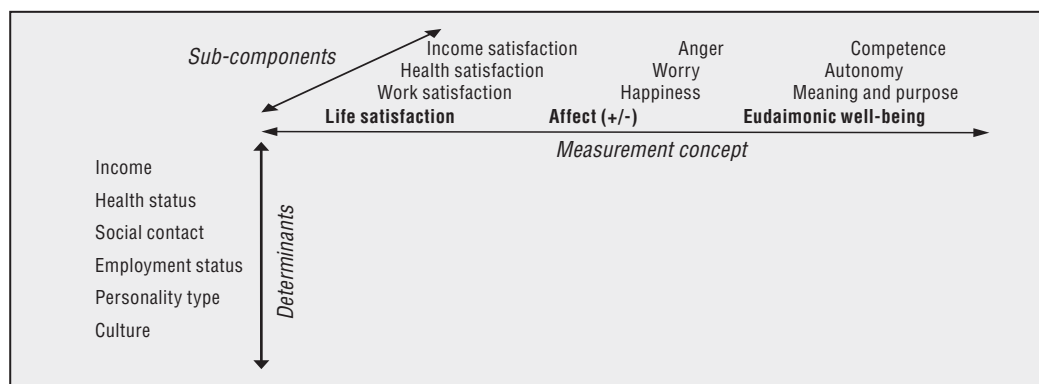 Sub-components
Income satisfaction Anger Competence
Health satisfaction Worry Autonomy
Work satisfaction Happiness Meaning and purpose
Life satisfaction Affect (+/-) Eudaimonic well-being
Measurement concept
Determinants
Income
Health status
Social contact
Employment status
Personality type
Culture